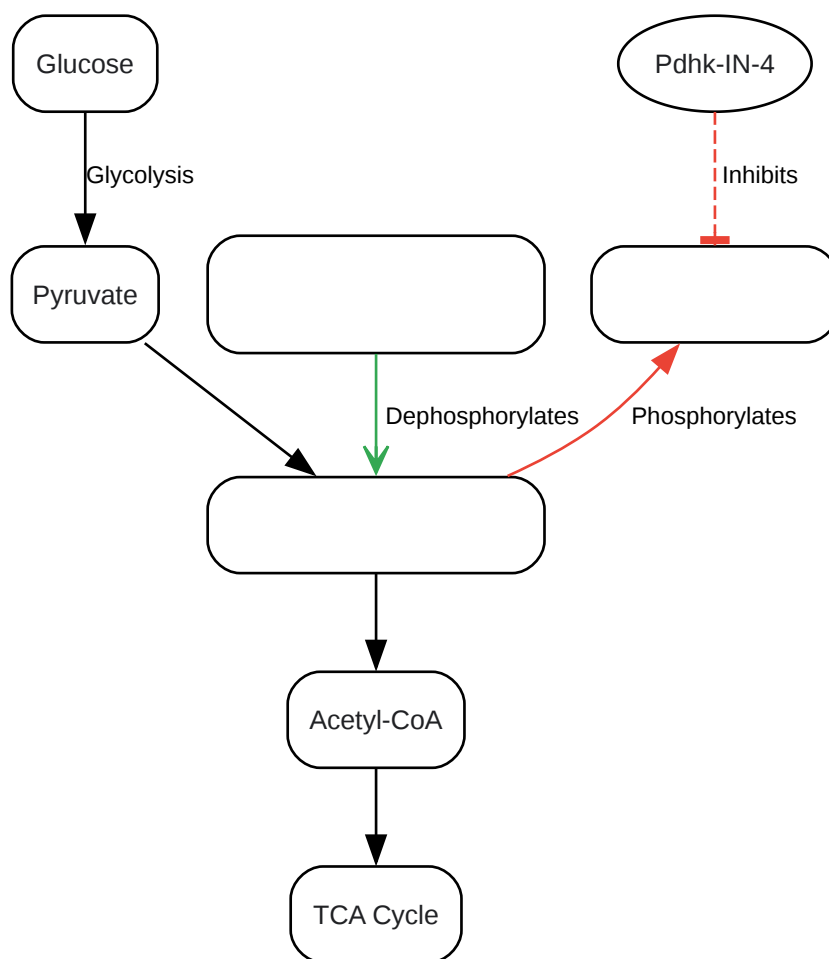 Glucose
Pdhk-IN-4
Glycolysis
Inhibits
Pyruvate
Dephosphorylates
Phosphorylates
Acetyl-CoA
TCA Cycle